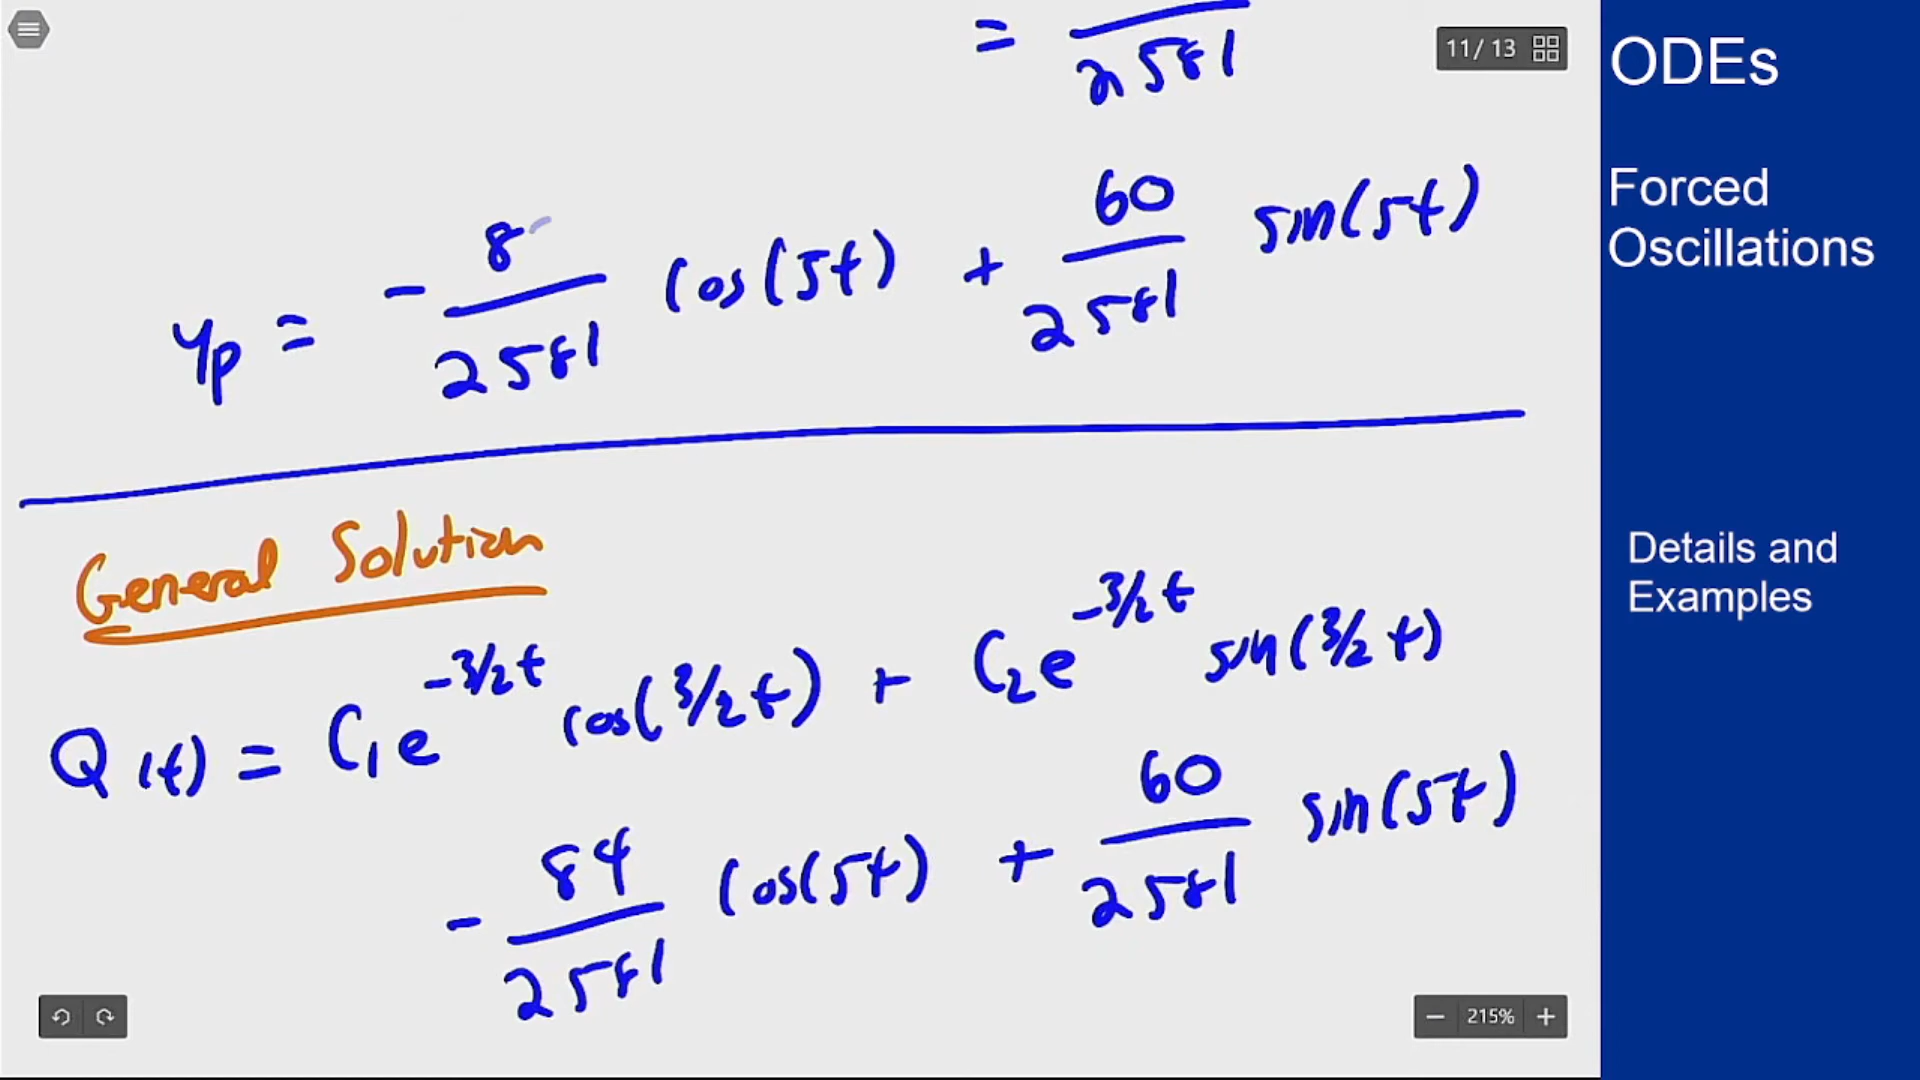 = ―
2581
11 / 13
ODEs
Forced
Oscillations
yp = - 8/2581 cos(5t) + 60/2581 sin(5t)
General Solution
Q(t) = C₁e^(-3/2t) cos(3/2t) + C₂e^(-3/2t) sin(3/2t)
- 84/2581 cos(5t) + 60/2581 sin(5t)
Details and
Examples
215%